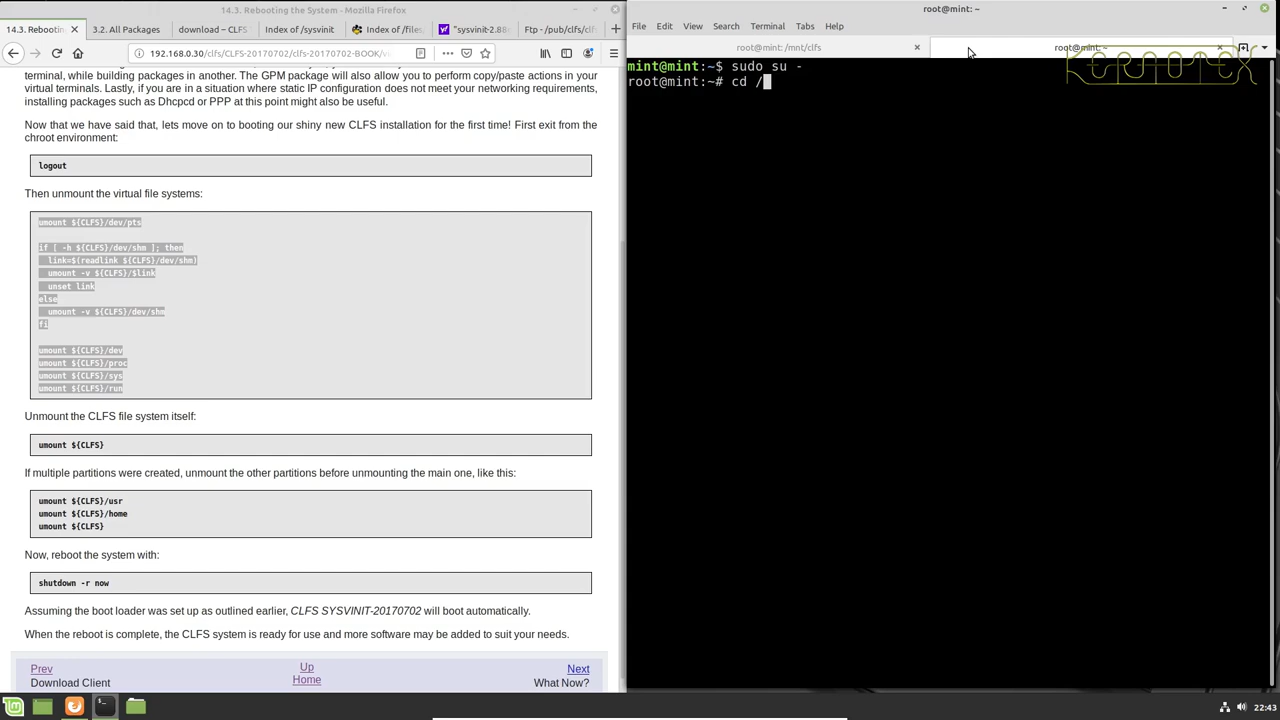 14.3. Rebooting the System - Mozilla Firefox
14.3. Rebootin
3.2. All Packages
download – CLFS
Index of /sysvinit
Index of /files,
"sysvinit-2.88
Ftp - /pub/clfs/
192.168.0.30/clfs/CLFS-20170702/clfs-20170702-BOOK/
terminal, while building packages in another. The GPM package will also allow you to perform copy/paste actions in your
virtual terminals. Lastly, if you are in a situation where static IP configuration does not meet your networking requirements,
installing packages such as Dhcpcd or PPP at this point might also be useful.
Now that we have said that, lets move on to booting our shiny new CLFS installation for the first time! First exit from the
chroot environment:
logout
Then unmount the virtual file systems:
umount ${CLFS}/dev/pts
if [ -h ${CLFS}/dev/shm ]; then
link=$(readlink ${CLFS}/dev/shm)
umount -v ${CLFS}/$link
unset link
else
umount -v ${CLFS}/dev/shm
fi
umount ${CLFS}/dev
umount ${CLFS}/proc
umount ${CLFS}/sys
umount ${CLFS}/run
Unmount the CLFS file system itself:
umount ${CLFS}
If multiple partitions were created, unmount the other partitions before unmounting the main one, like this:
umount ${CLFS}/usr
umount ${CLFS}/home
umount ${CLFS}
Now, reboot the system with:
shutdown -r now
Assuming the boot loader was set up as outlined earlier, CLFS SYSVINIT-20170702 will boot automatically.
When the reboot is complete, the CLFS system is ready for use and more software may be added to suit your needs.
Prev
Up
Next
Download Client
Home
What Now?
root@mint: ~
File Edit View Search Terminal Tabs Help
root@mint: /mnt/clfs
root@mint: ~
mint@mint:~$ sudo su -
root@mint:~# cd /
22:43